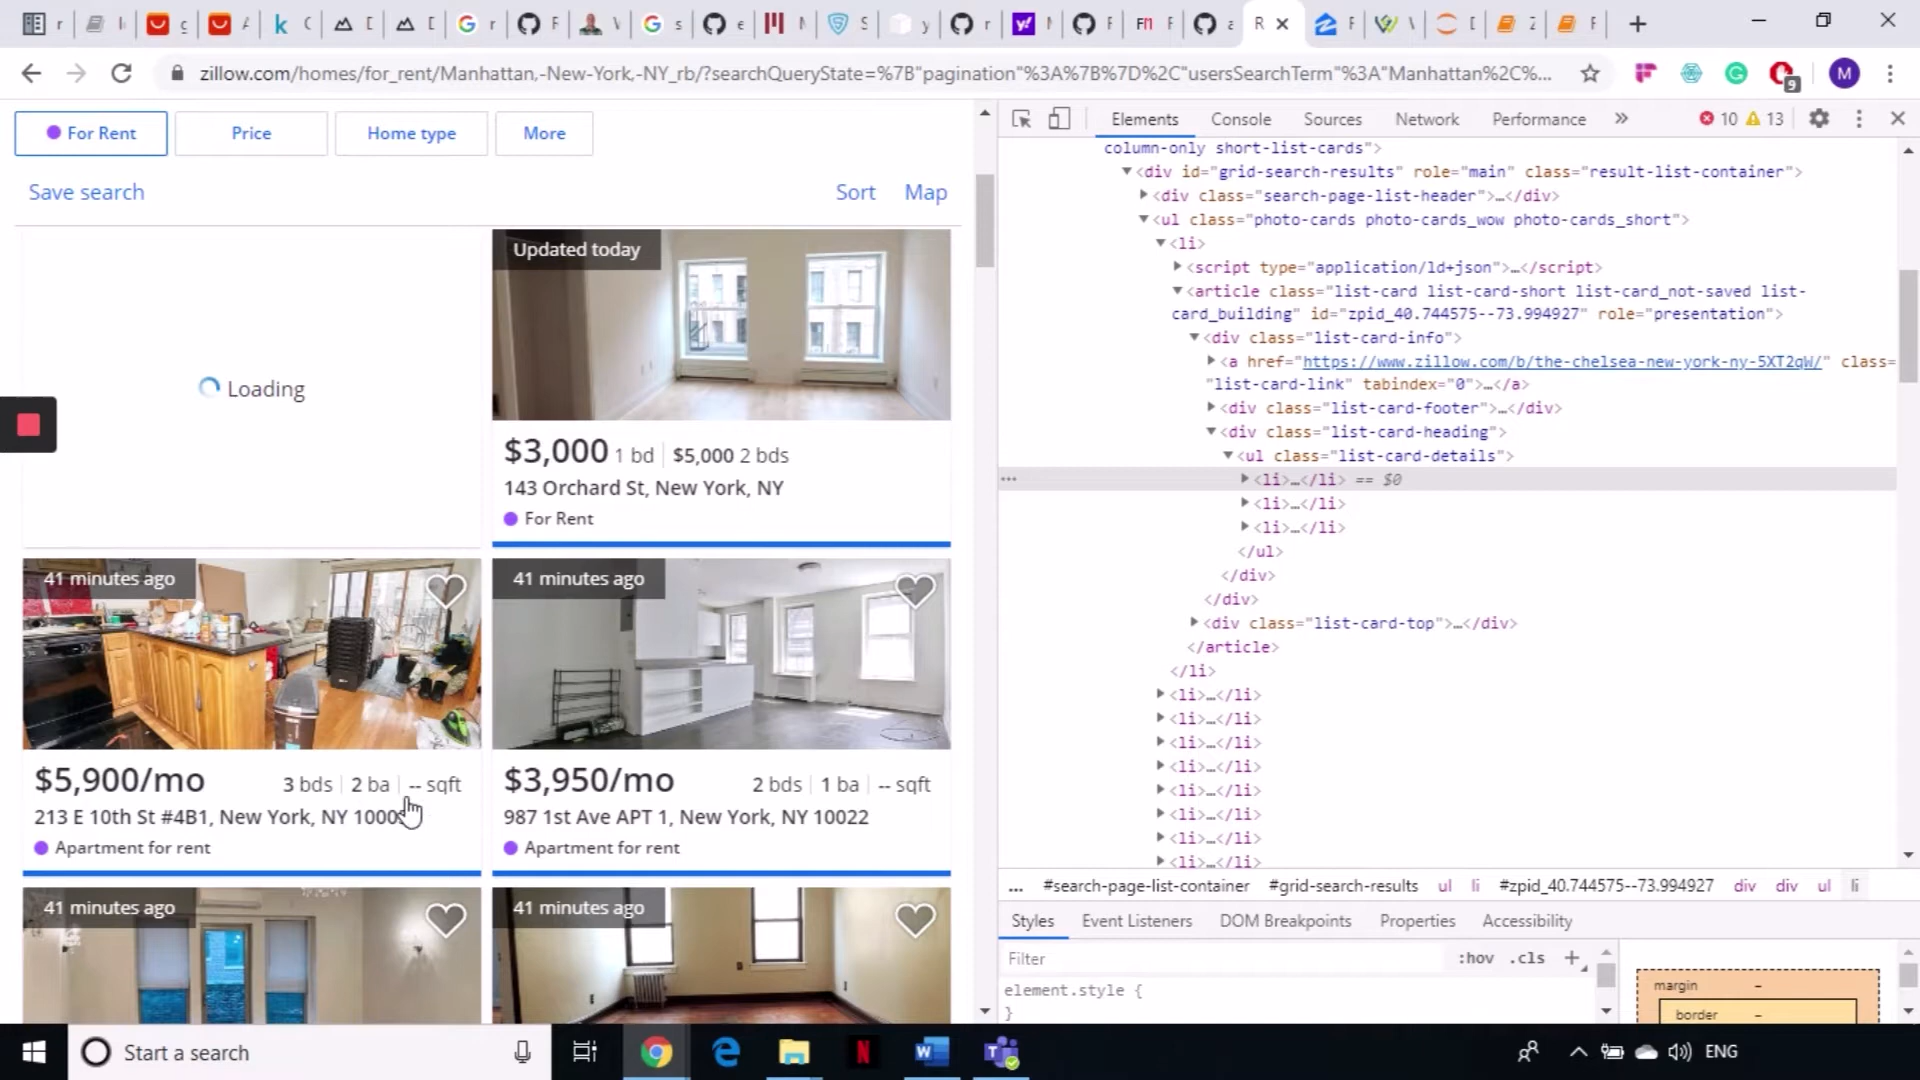 zillow.com/homes/for_rent/Manhattan,-New-York,-NY_rb/?searchQueryState=%7B"pagination"%3A%7B%7D%2C"usersSearchTerm"%3A"Manhattan%2C%...
9
M
For Rent
Price
Home type
More
Save search
Sort
Map
Loading
Updated today
$3,000 1 bd $5,000 2 bds
143 Orchard St, New York, NY
For Rent
41 minutes ago
$5,900/mo 3 bds 2 ba -- sqft
213 E 10th St #4B1, New York, NY
Apartment for rent
41 minutes ago
$3,950/mo 2 bds 1 ba -- sqft
987 1st Ave APT 1, New York, NY 10022
Apartment for rent
41 minutes ago
41 minutes ago
Elements Console Sources Network Performance » 10 13
column-only short-list-cards">
<div id="grid-search-results" role="main" class="result-list-container">
<div class="search-page-list-header">…</div>
<ul class="photo-cards photo-cards_wow photo-cards_short">
<li>
<script type="application/ld+json">…</script>
<article class="list-card list-card-short list-card_not-saved list-
card_building" id="zpid_40.744575--73.994927" role="presentation">
<div class="list-card-info">
<a href="https://www.zillow.com/b/the-chelsea-new-york-ny-5XT2qW/" class=
"list-card-link" tabindex="0">…</a>
<div class="list-card-footer">…</div>
<div class="list-card-heading">
<ul class="list-card-details">
<li>…</li> == $0
<li>…</li>
<li>…</li>
</ul>
</div>
</div>
<div class="list-card-top">…</div>
</article>
</li>
<li>…</li>
<li>…</li>
<li>…</li>
<li>…</li>
<li>…</li>
<li>…</li>
<li>…</li>
<li>…</li>
... #search-page-list-container #grid-search-results ul li #zpid_40.744575--73.994927 div div ul li
Styles Event Listeners DOM Breakpoints Properties Accessibility
Filter :hov .cls +
element.style {
}
margin -
border -
Start a search
ENG